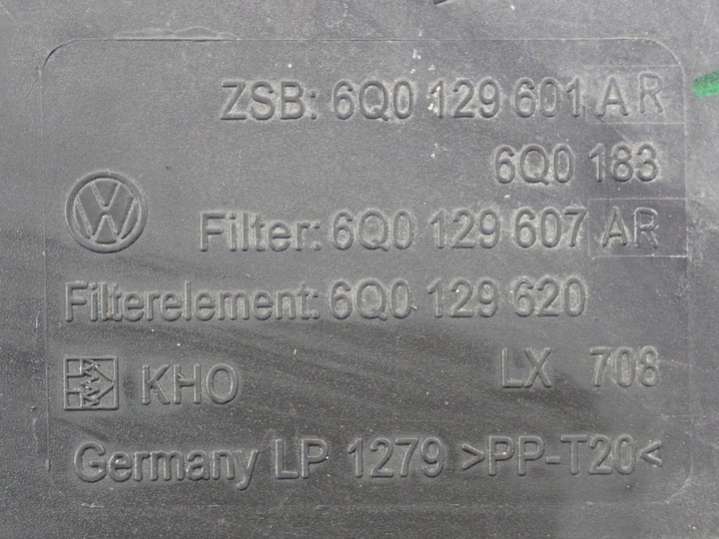 ZSB: 6Q0 129 601 AR
6Q0 183
Filter: 6Q0 129 607 AR
Filterelement: 6Q0 129 620
KHO LX 708
Germany LP 1279 >PP-T20<